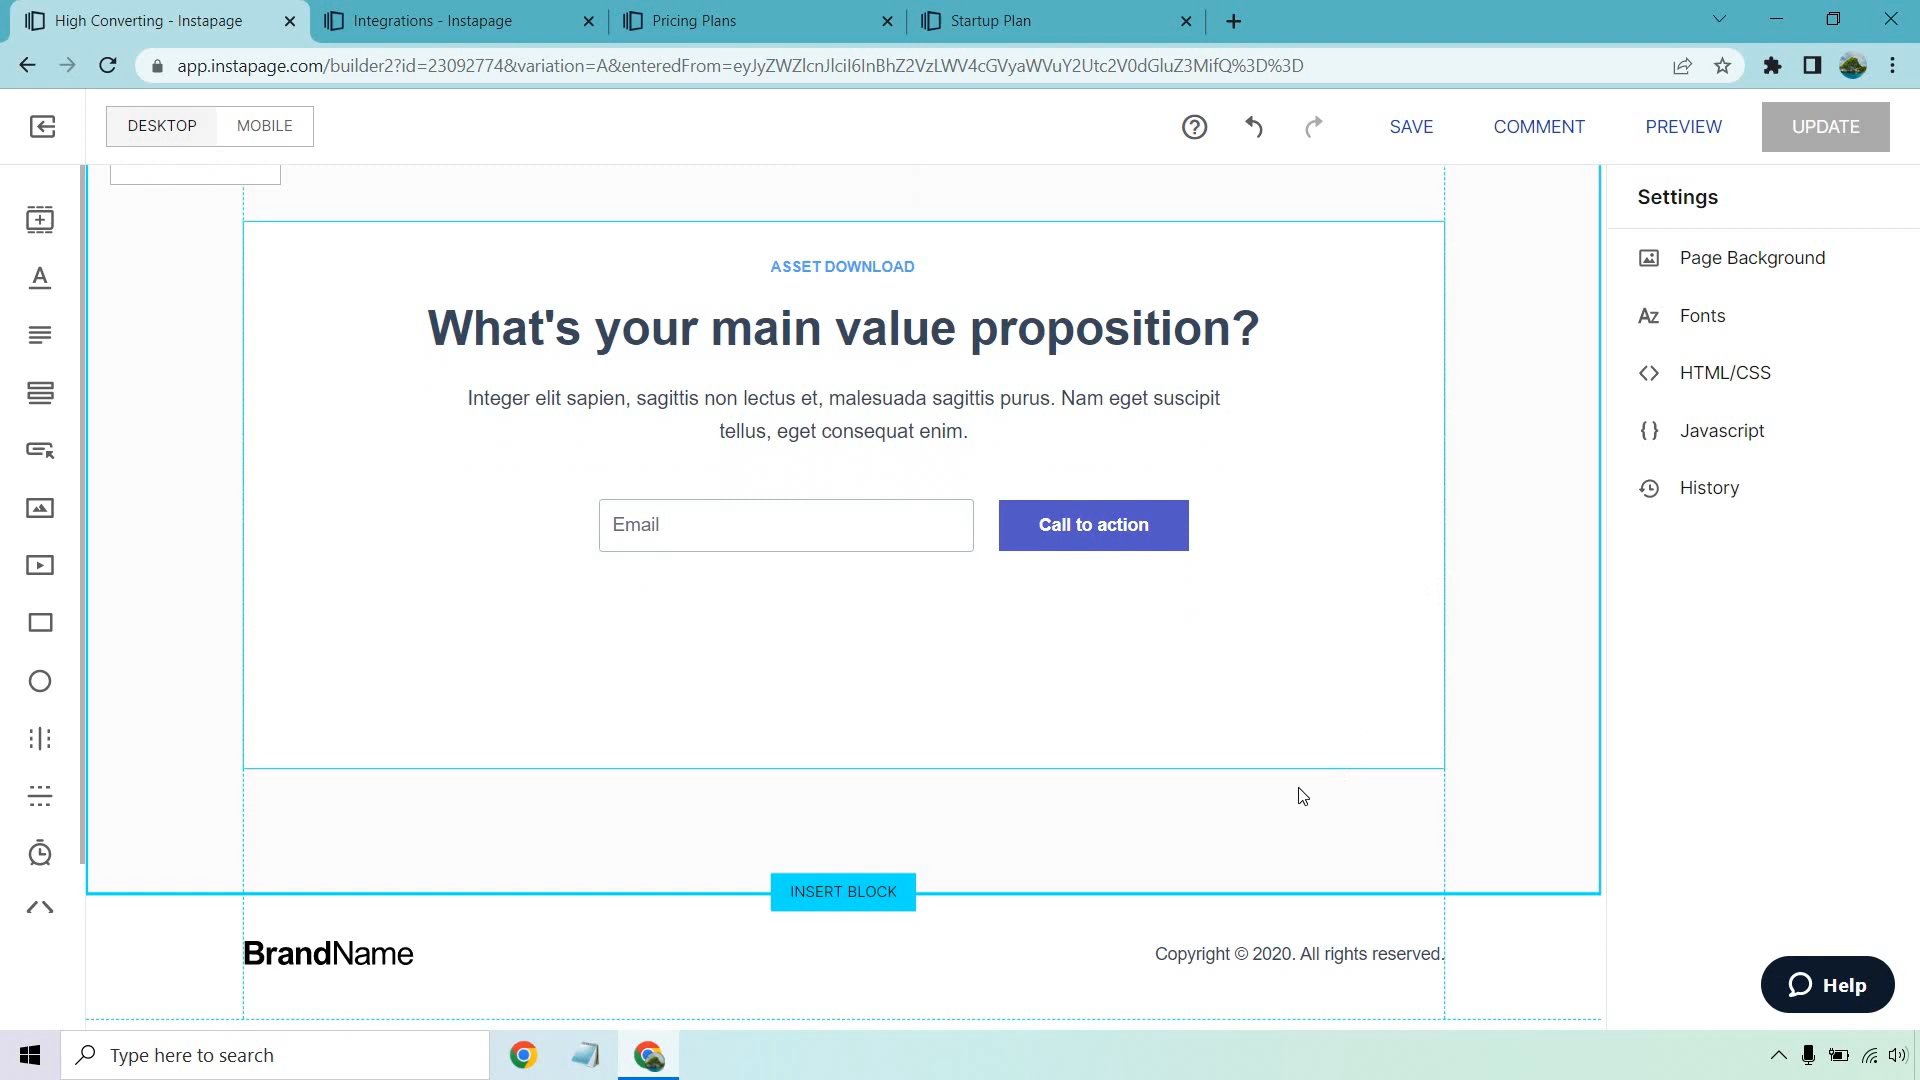 High Converting - Instapage
Integrations - Instapage
Pricing Plans
Startup Plan
app.instapage.com/builder2?id=23092774&variation=A&enteredFrom=eyJyZWZlcnJlciI6InBhZ2VzLWV4cGVyaWVuY2Utc2V0dGluZ3MifQ%3D%3D
DESKTOP
MOBILE
SAVE
COMMENT
PREVIEW
UPDATE
Settings
Page Background
Fonts
HTML/CSS
Javascript
History
ASSET DOWNLOAD
What's your main value proposition?
Integer elit sapien, sagittis non lectus et, malesuada sagittis purus. Nam eget suscipit
tellus, eget consequat enim.
Email
Call to action
INSERT BLOCK
BrandName
Copyright © 2020. All rights reserved.
Help
Type here to search